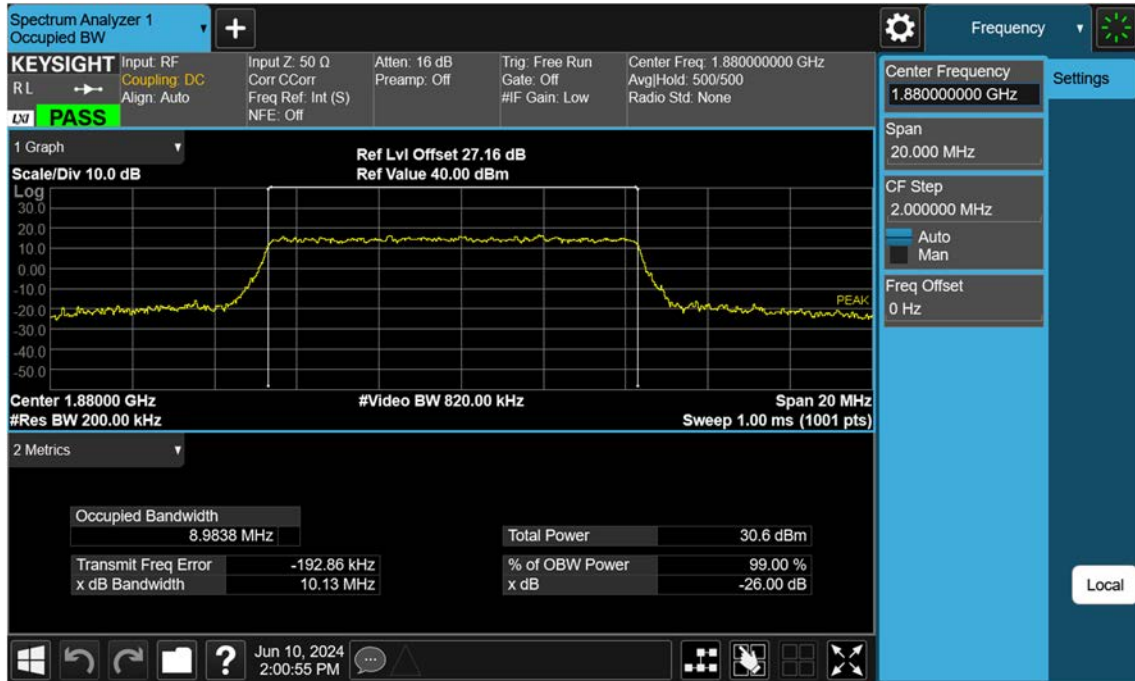 Spectrum Analyzer 1
Occupied BW
Frequency
KEYSIGHT
R L
LXI
PASS
Input: RF
Coupling: DC
Align: Auto
Input Z: 50 Ω
Corr CCorr
Freq Ref: Int (S)
NFE: Off
Atten: 16 dB
Preamp: Off
Trig: Free Run
Gate: Off
#IF Gain: Low
Center Freq: 1.880000000 GHz
Avg|Hold: 500/500
Radio Std: None
1 Graph
Scale/Div 10.0 dB
Ref Lvl Offset 27.16 dB
Ref Value 40.00 dBm
Log
30.0
20.0
10.0
0.00
-10.0
-20.0
-30.0
-40.0
-50.0
PEAK
Center 1.88000 GHz
#Video BW 820.00 kHz
Span 20 MHz
#Res BW 200.00 kHz
Sweep 1.00 ms (1001 pts)
2 Metrics
Occupied Bandwidth
8.9838 MHz
Total Power 30.6 dBm
Transmit Freq Error -192.86 kHz
% of OBW Power 99.00 %
x dB Bandwidth 10.13 MHz
x dB -26.00 dB
Center Frequency
1.880000000 GHz
Settings
Span
20.000 MHz
CF Step
2.000000 MHz
Auto
Man
Freq Offset
0 Hz
Local
?
Jun 10, 2024
2:00:55 PM